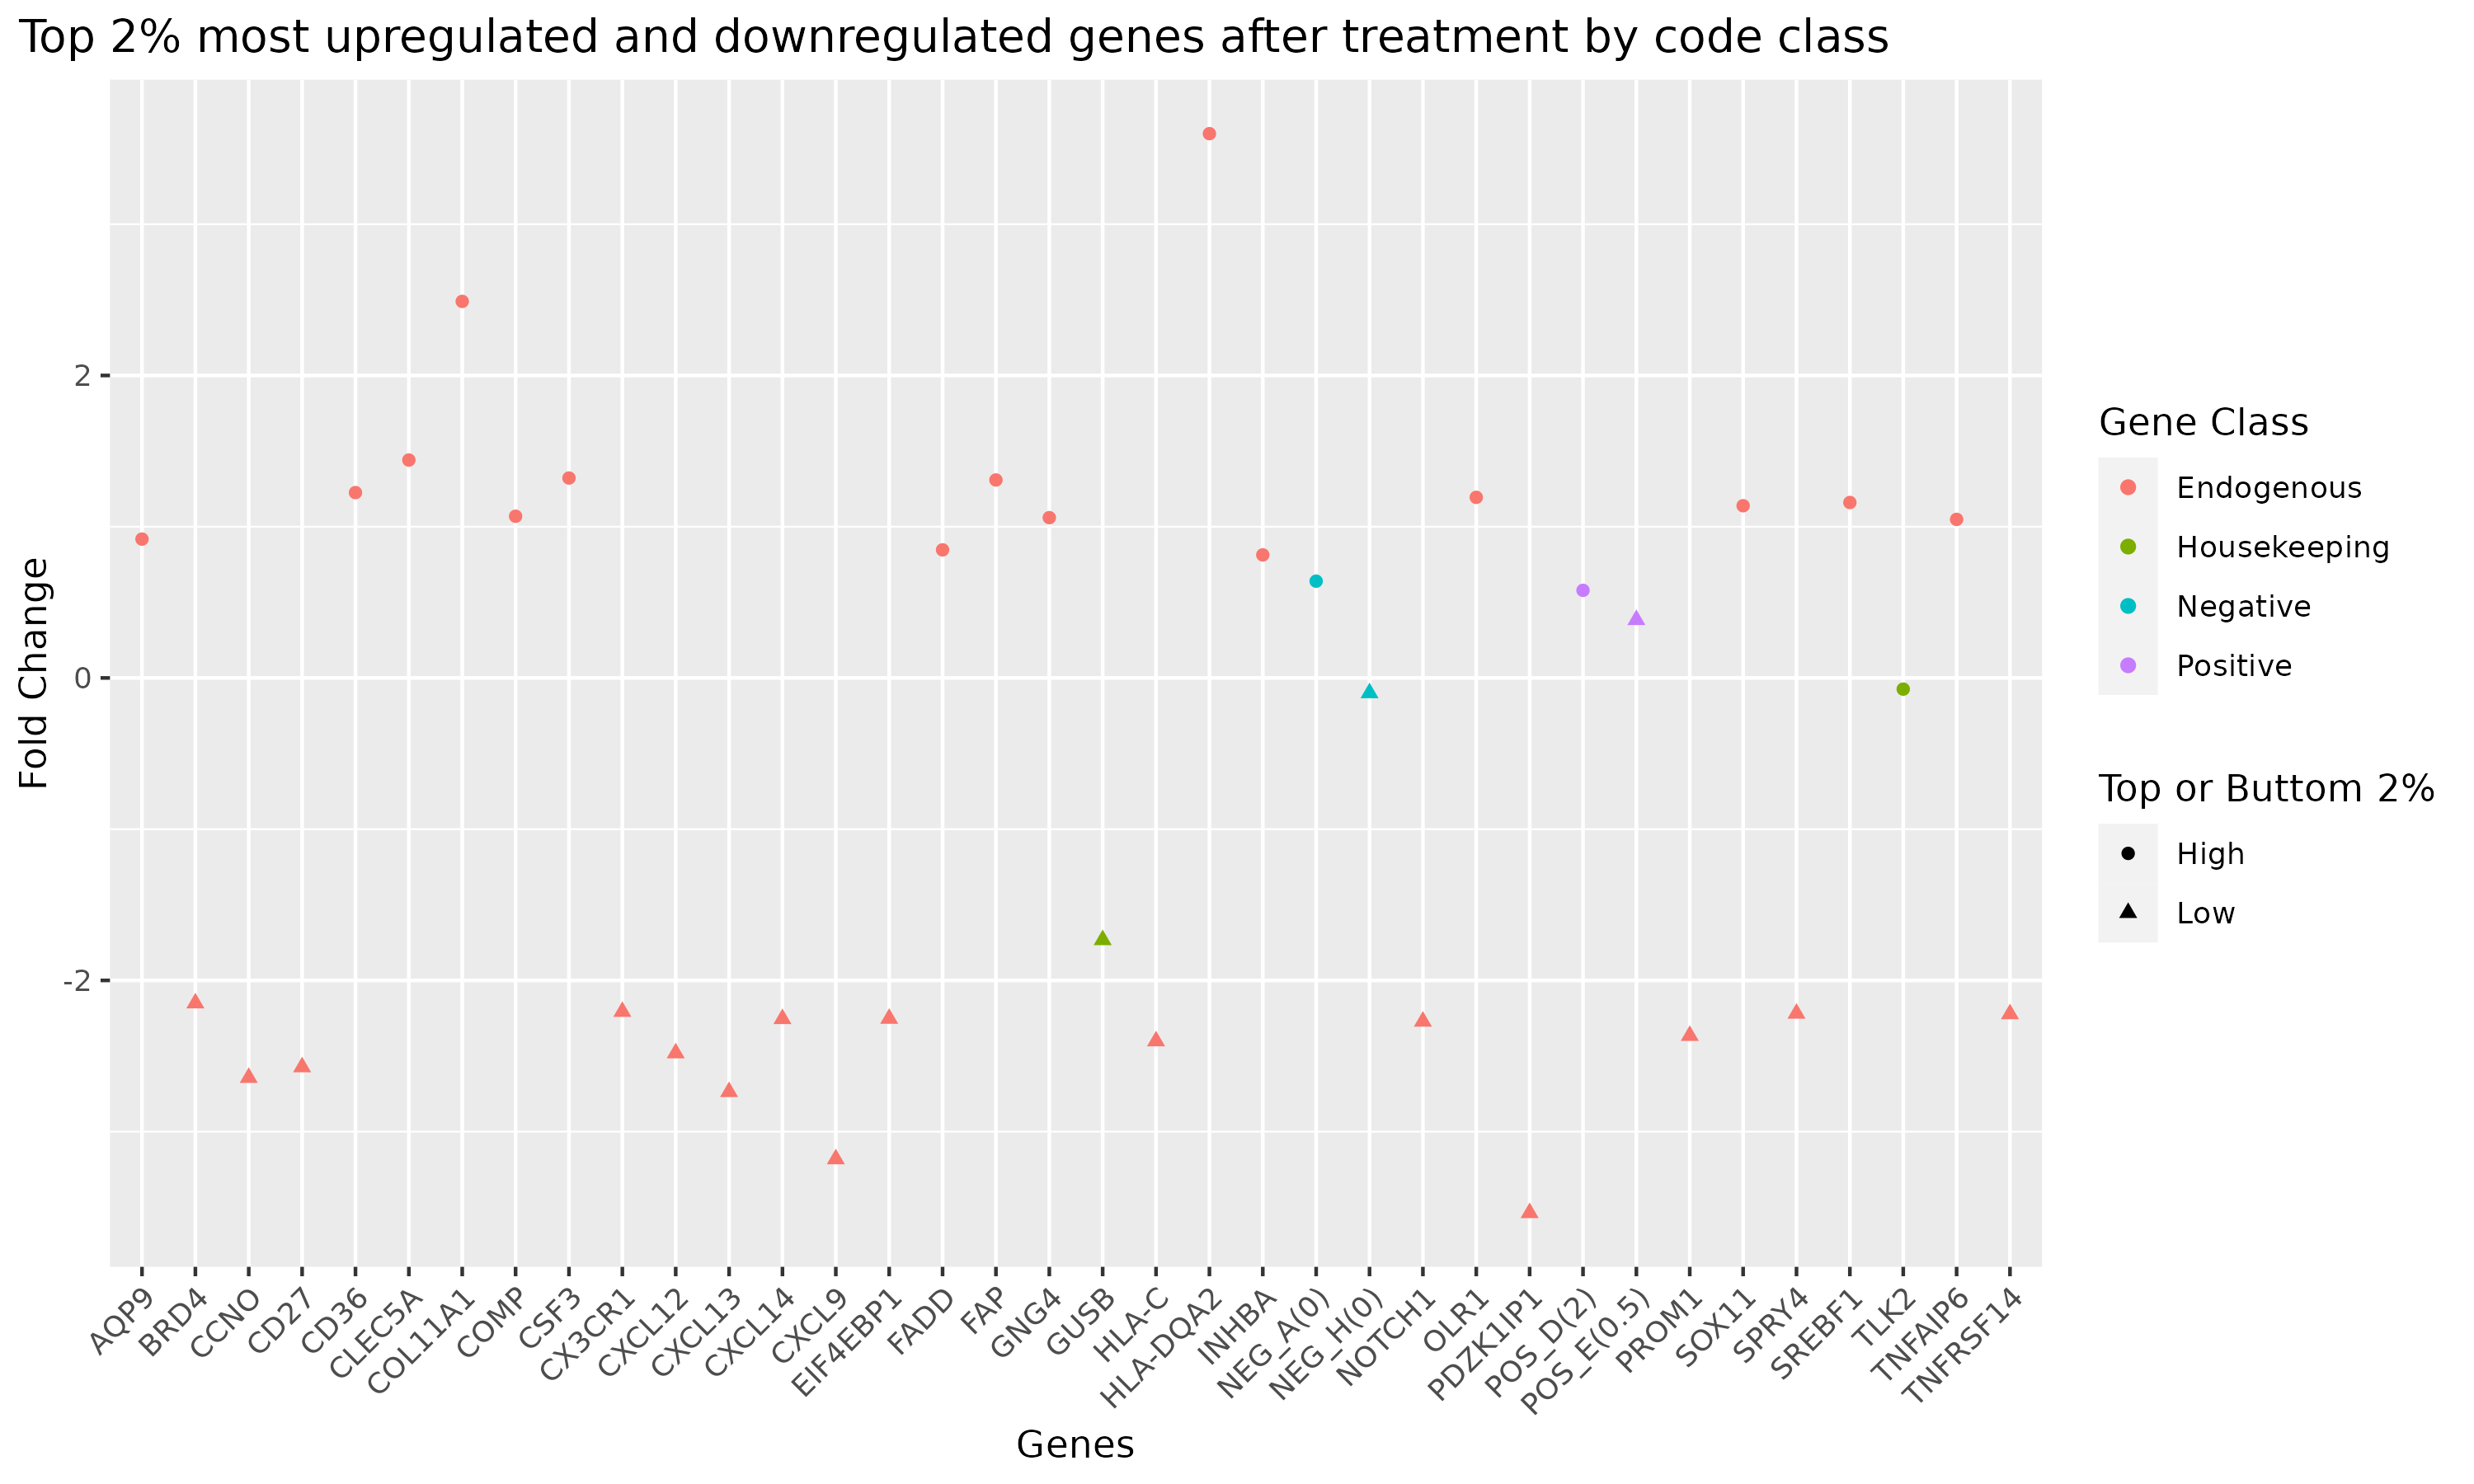 Top 2% most upregulated and downregulated genes after treatment by code class
Fold Change
2
0
-2
AQP9
BRD4
CCNO
CD27
CD36
CLEC5A
COL11A1
COMP
CSF3
CX3CR1
CXCL12
CXCL13
CXCL14
CXCL9
EIF4EBP1
FADD
FAP
GNG4
GUSB
HLA-C
HLA-DQA2
INHBA
NEG_A(0)
NEG_H(0)
NOTCH1
OLR1
PDZK1IP1
POS_D(2)
POS_E(0.5)
PROM1
SOX11
SPRY4
SREBF1
TLK2
TNFAIP6
TNFRSF14
Genes
Gene Class
Endogenous
Housekeeping
Negative
Positive
Top or Buttom 2%
High
Low